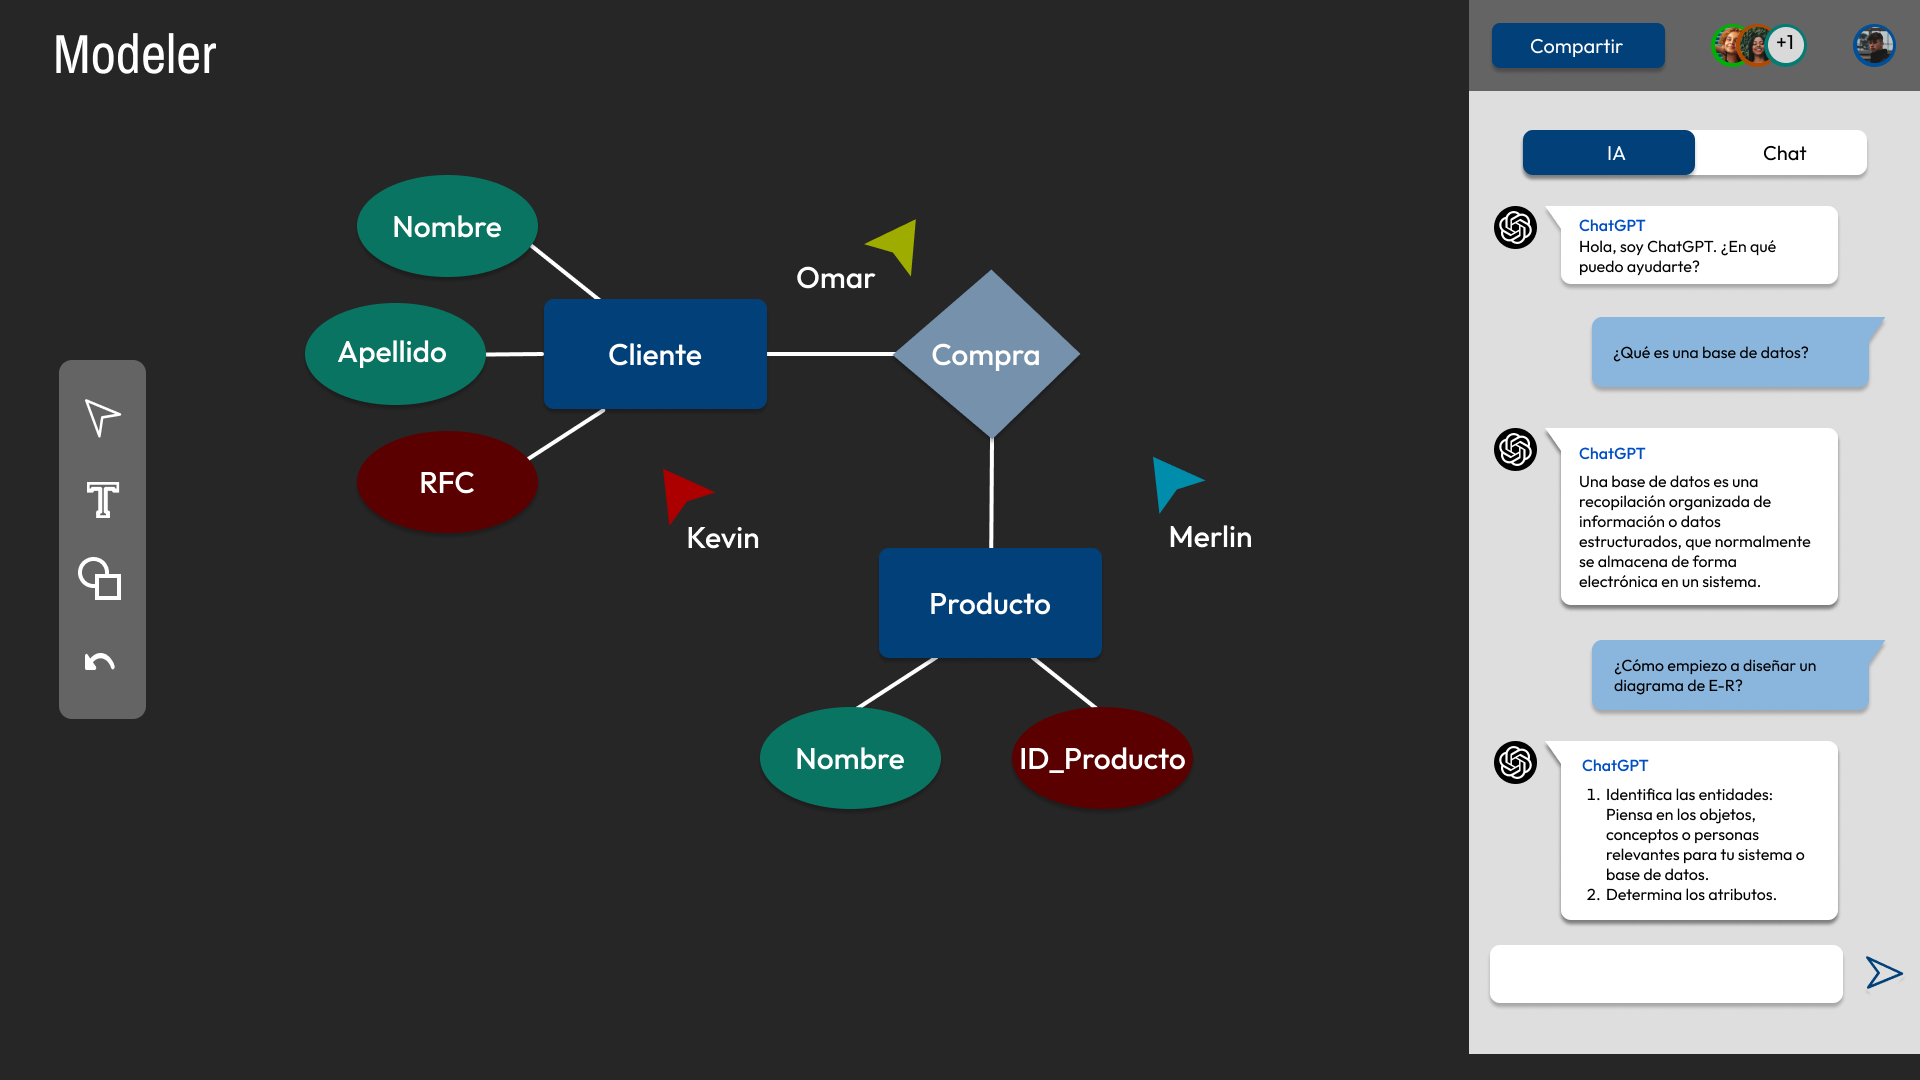 Modeler
Compartir
+1
IA
Chat
Nombre
Apellido
RFC
Cliente
Omar
Compra
Kevin
Merlin
Producto
Nombre
ID_Producto
ChatGPT
Hola, soy ChatGPT. ¿En qué
puedo ayudarte?
¿Qué es una base de datos?
ChatGPT
Una base de datos es una
recopilación organizada de
información o datos
estructurados, que normalmente
se almacena de forma
electrónica en un sistema.
¿Cómo empiezo a diseñar un
diagrama de E-R?
ChatGPT
1. Identifica las entidades:
Piensa en los objetos,
conceptos o personas
relevantes para tu sistema o
base de datos.
2. Determina los atributos.